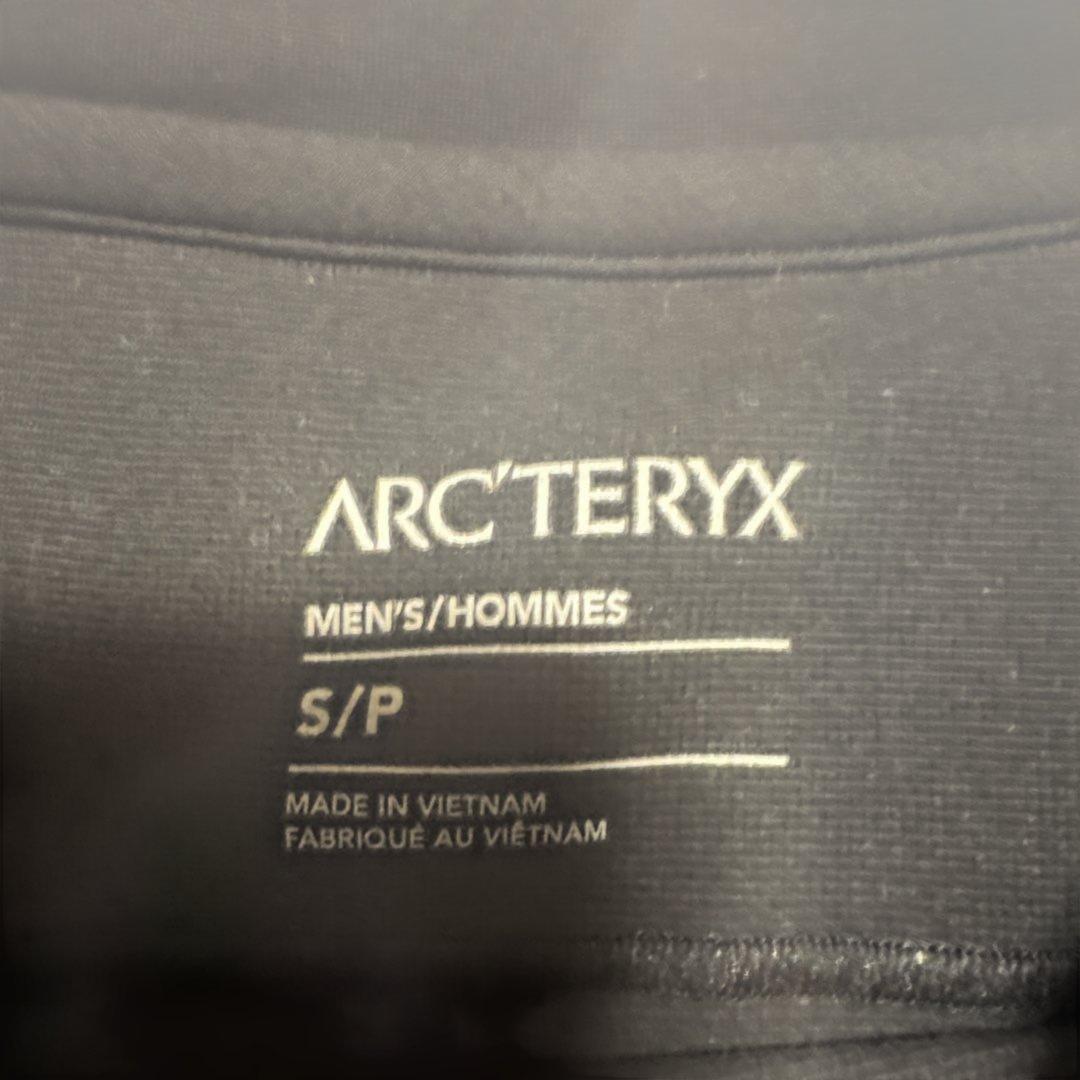 ARC'TERYX
MEN'S/HOMMES
S/P
MADE IN VIETNAM
FABRIQUÉ AU VIÊTNAM